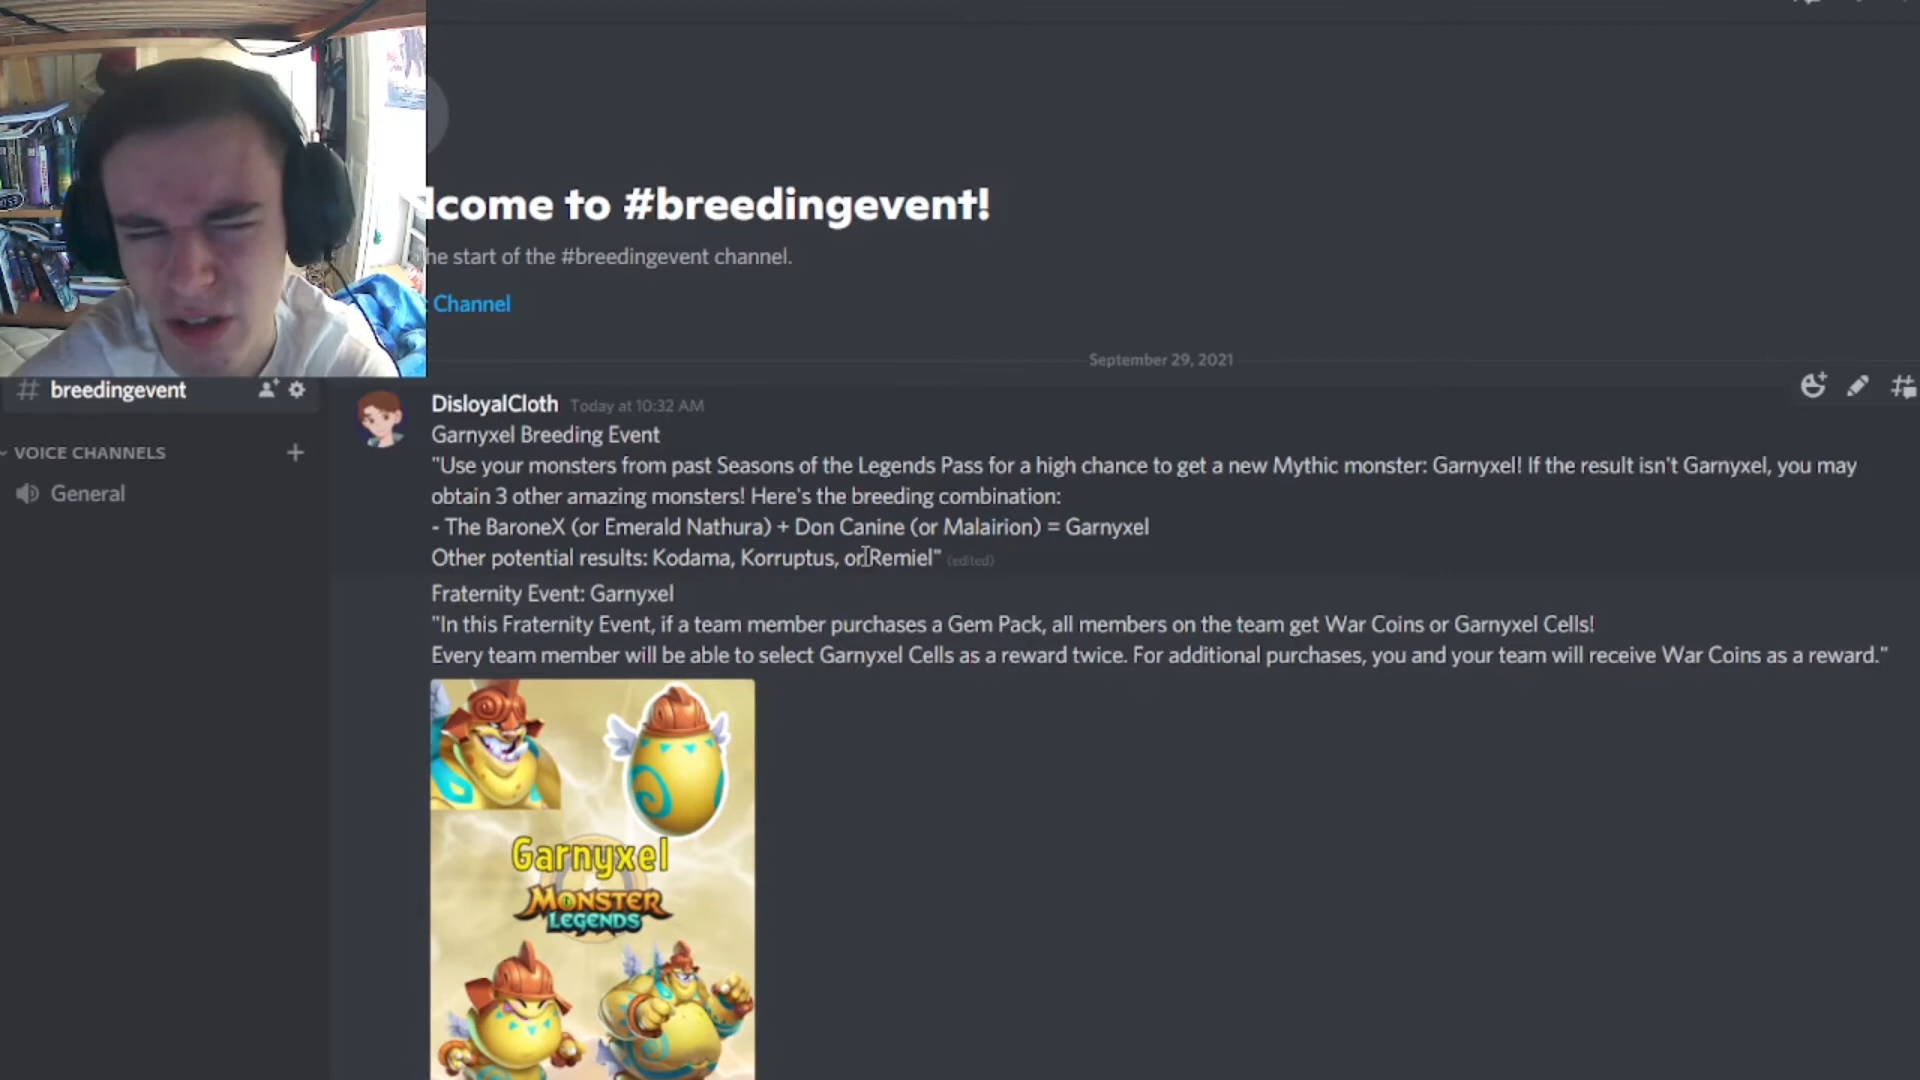 lcome to #breedingevent!
he start of the #breedingevent channel.
Channel
September 29, 2021
# breedingevent
DisloyalCloth Today at 10:32 AM
Garnyxel Breeding Event
"Use your monsters from past Seasons of the Legends Pass for a high chance to get a new Mythic monster: Garnyxel! If the result isn't Garnyxel, you may
obtain 3 other amazing monsters! Here's the breeding combination:
- The BaroneX (or Emerald Nathura) + Don Canine (or Malairion) = Garnyxel
Other potential results: Kodama, Korruptus, or Remiel" (edited)
Fraternity Event: Garnyxel
"In this Fraternity Event, if a team member purchases a Gem Pack, all members on the team get War Coins or Garnyxel Cells!
Every team member will be able to select Garnyxel Cells as a reward twice. For additional purchases, you and your team will receive War Coins as a reward."
VOICE CHANNELS +
General
Garnyxel
MONSTER
LEGENDS